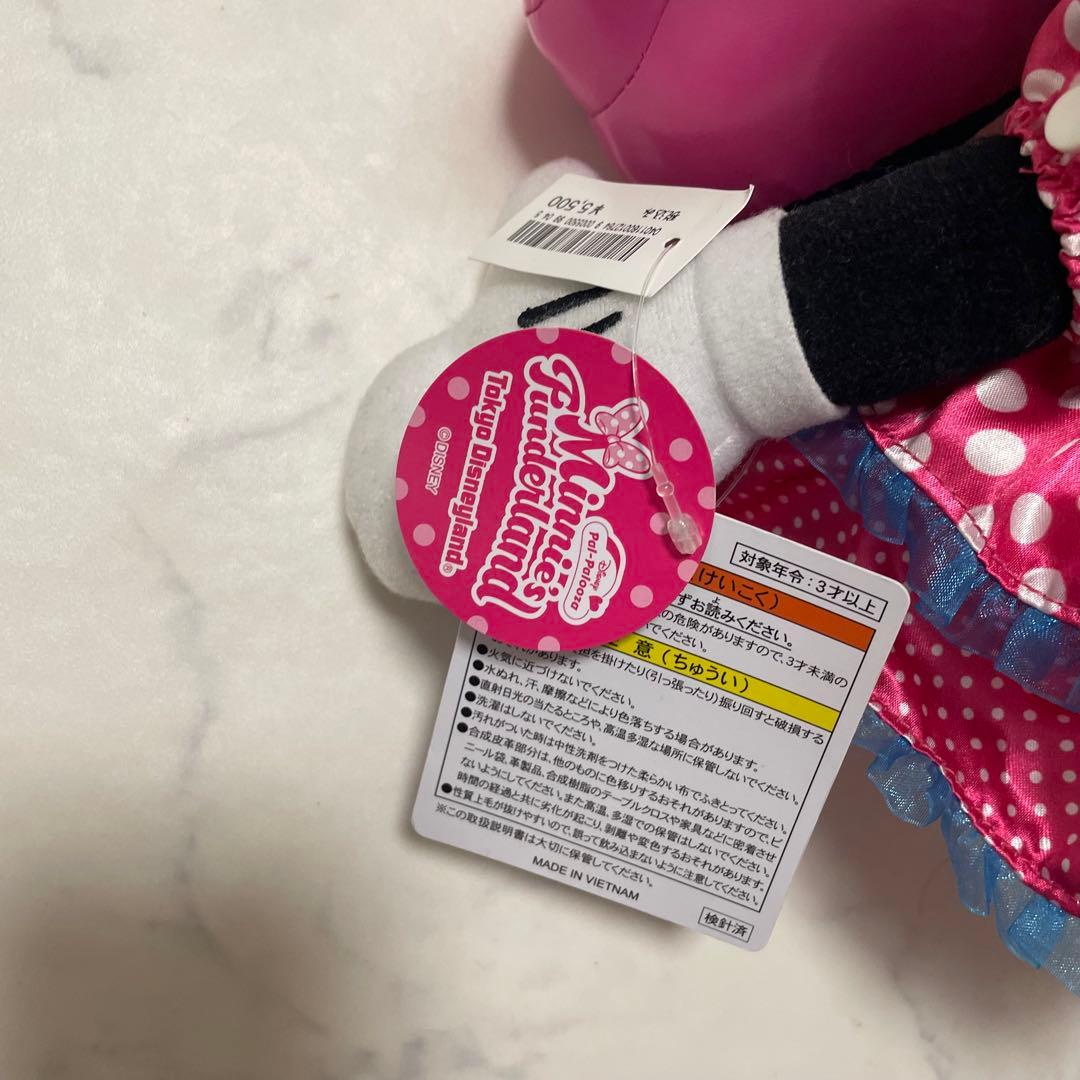 税込み
¥5,500
Disney
Pal-Palooza
Minnie's
Funderland
Tokyo Disneyland®
©DISNEY
対象年令:3才以上
けいこく)
ずお読みください。
よ
の危険がありますので、3才未満の
いでください。
意(ちゅうい)
を掛けたり(引っ張ったり)振り回すと破損する
があります。
●火気に近づけないでください。
●水ぬれ、汗、摩擦などにより色落ちする場合があります。
●直射日光の当たるところや、高温多湿な場所に保管しないでください。
●洗濯はしないでください。
●汚れがついた時は中性洗剤をつけた柔らかい布でふきとってください。
●合成皮革部分は、他のものに色移りするおそれがありますので、ビ
ニール袋、革製品、合成樹脂のテーブルクロスや家具などに密着させ
ないようにしてください。また高温、多湿での保管はしないでください。
時間の経過と共に劣化が起こり、剥離や変色するおそれがあります。
●性質上毛が抜けやすいので、誤って飲み込まないように注意してください。
※この取扱説明書は大切に保管してください。
MADE IN VIETNAM
検針済